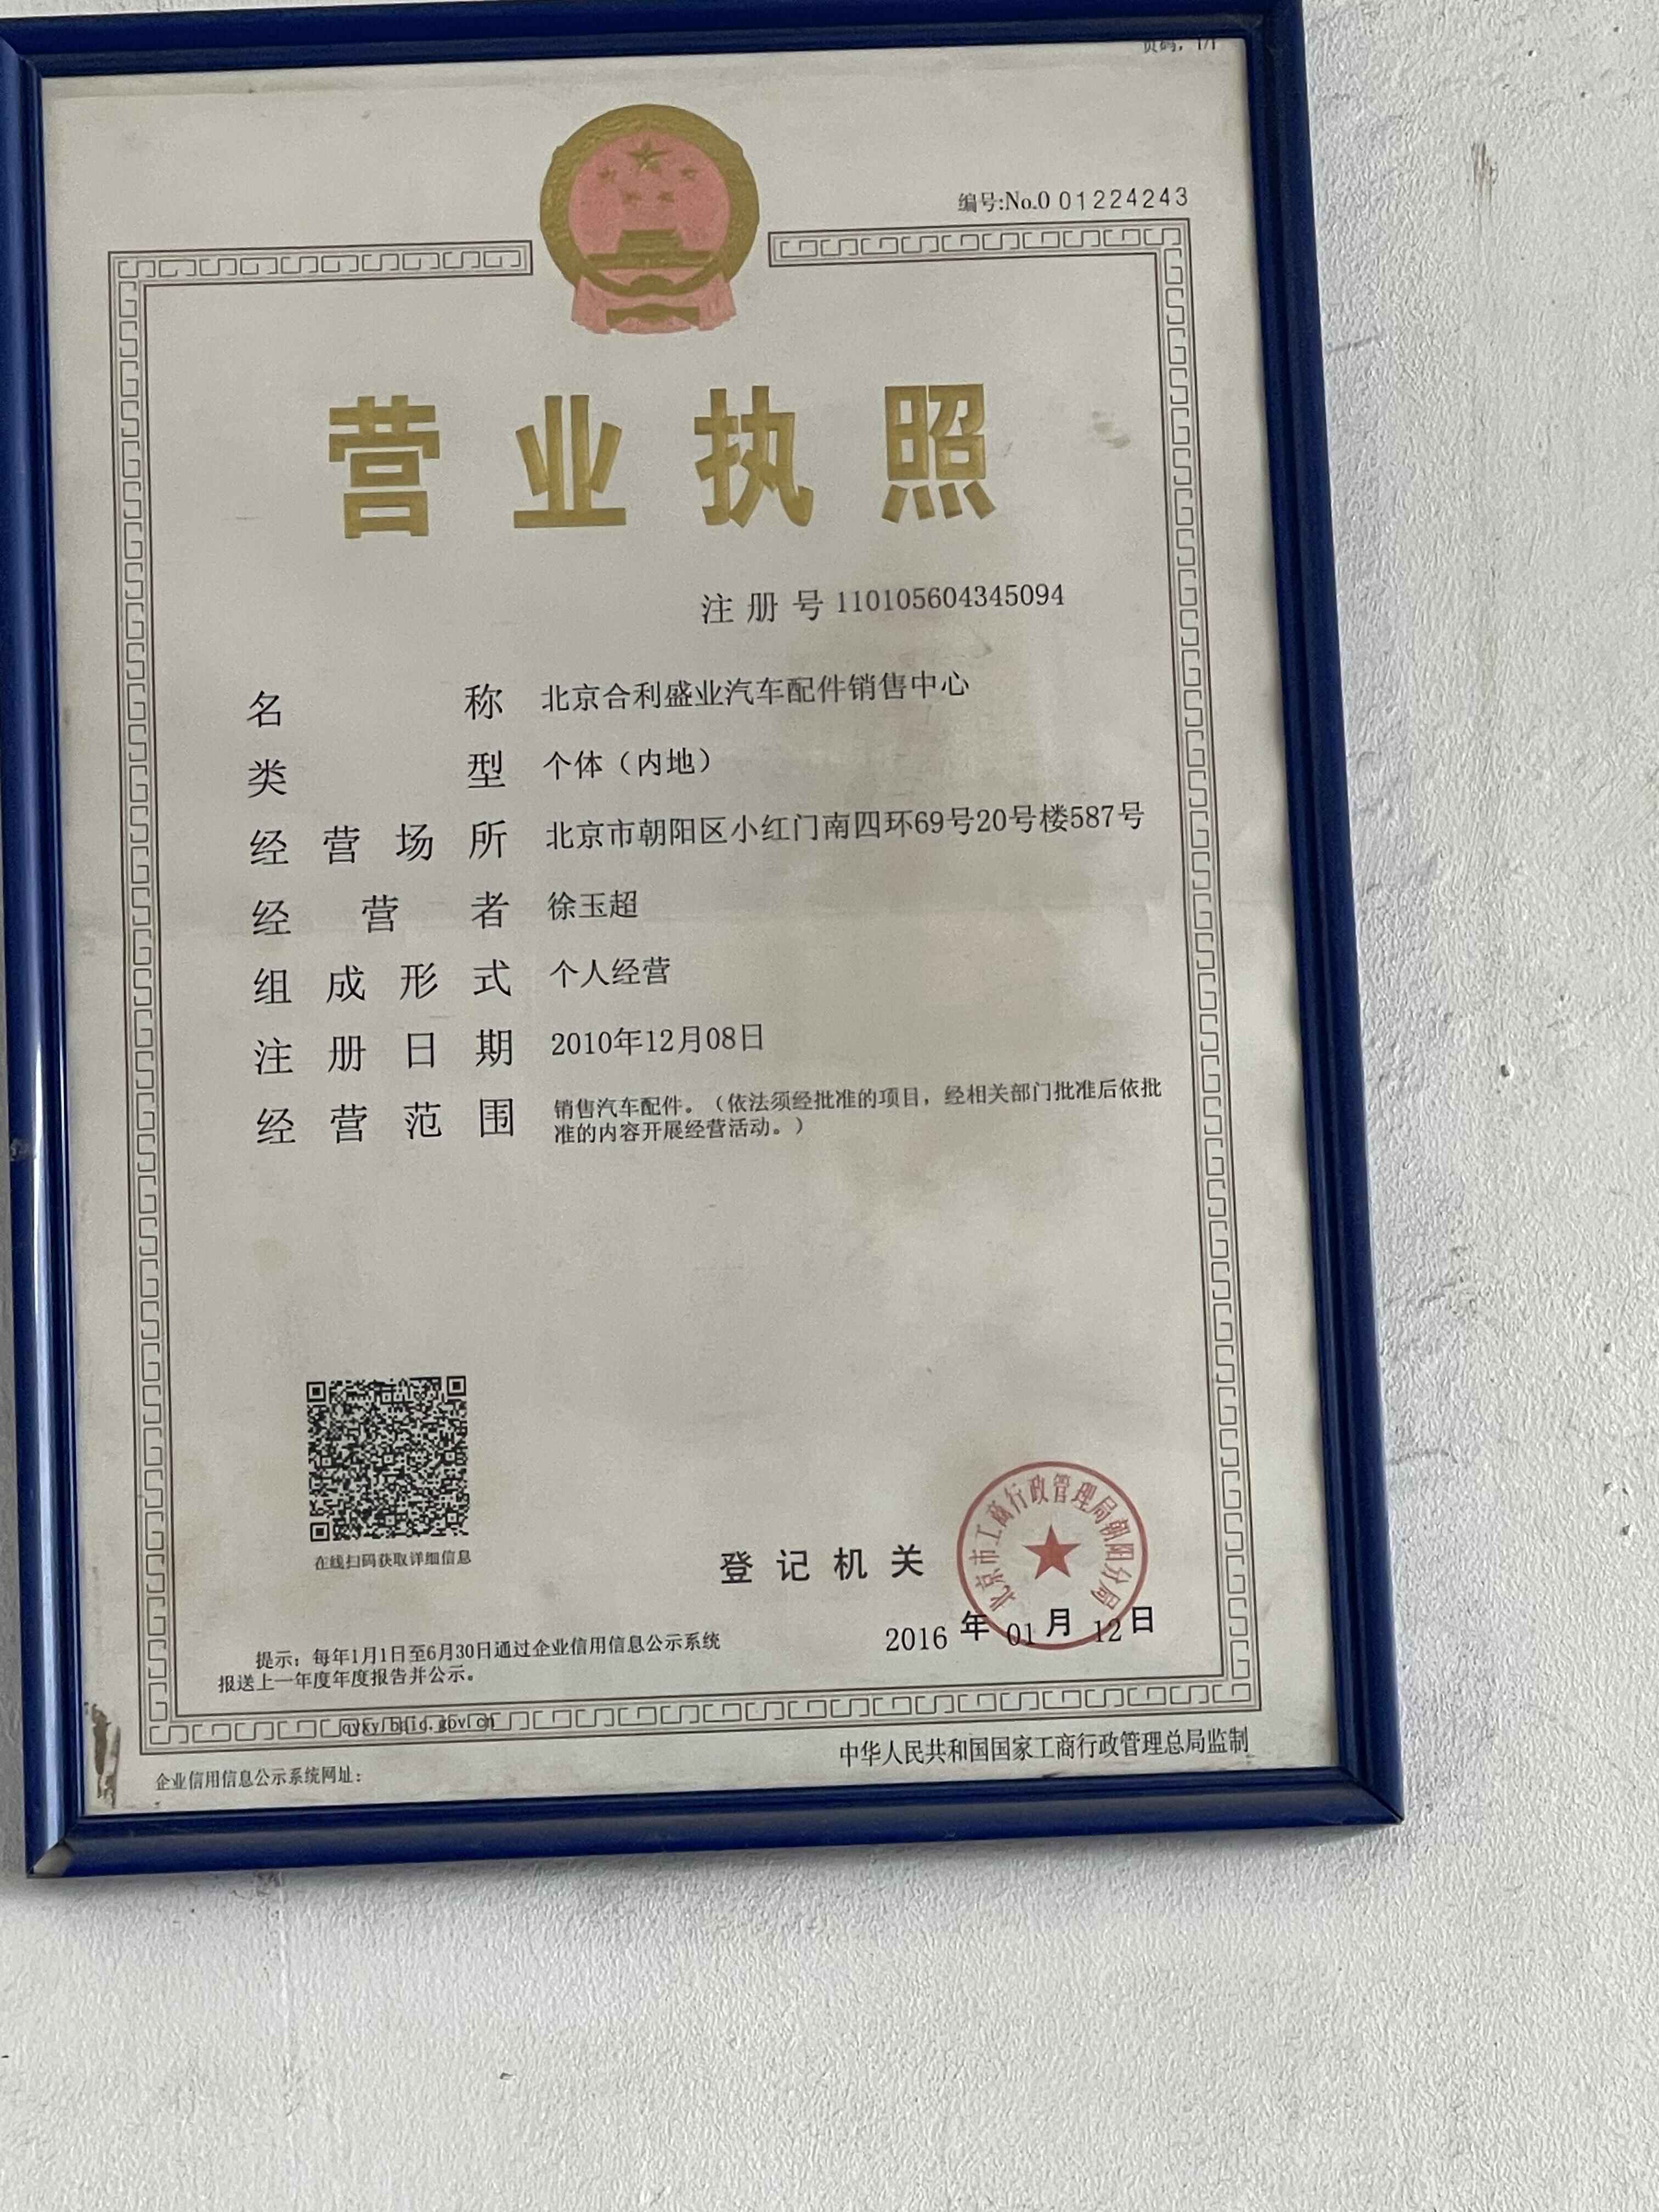 页码，1/1
编号:No.0 01224243
营业执照
注册号 110105604345094
名称 北京合利盛业汽车配件销售中心
类型 个体（内地）
经营场所 北京市朝阳区小红门南四环69号20号楼587号
经营者 徐玉超
组成形式 个人经营
注册日期 2010年12月08日
经营范围 销售汽车配件。（依法须经批准的项目，经相关部门批准后依批
准的内容开展经营活动。）
在线扫码获取详细信息
登记机关
北京市工商行政管理局朝阳分局
2016 年 01 月 12 日
提示：每年1月1日至6月30日通过企业信用信息公示系统
报送上一年度年度报告并公示。
qyxy.baic.gov.cn
企业信用信息公示系统网址：
中华人民共和国国家工商行政管理总局监制